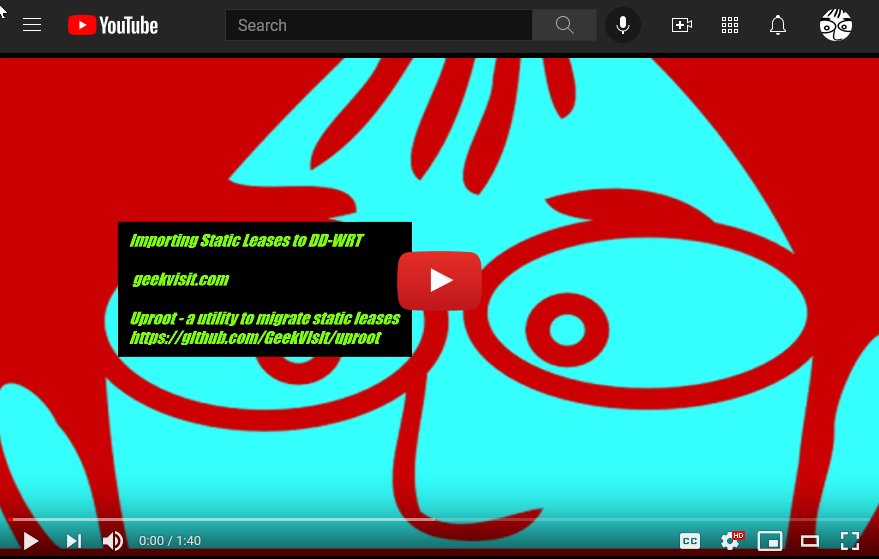 YouTube
Search
Importing Static Leases to DD-WRT
geekvisit.com
Uproot - a utility to migrate static leases
https://github.com/GeekVisit/uproot
0:00 / 1:40
CC
HD